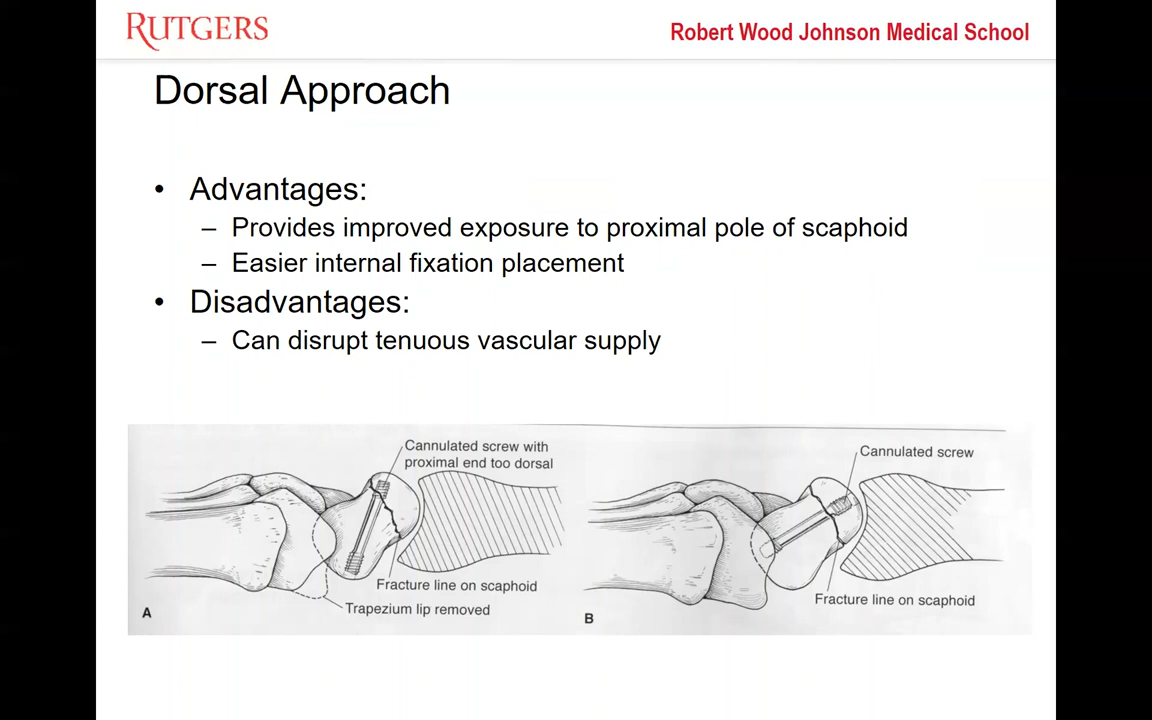 RUTGERS
Robert Wood Johnson Medical School
Dorsal Approach
• Advantages:
– Provides improved exposure to proximal pole of scaphoid
– Easier internal fixation placement
• Disadvantages:
– Can disrupt tenuous vascular supply
Cannulated screw with
proximal end too dorsal
Fracture line on scaphoid
Trapezium lip removed
A
Cannulated screw
Fracture line on scaphoid
B